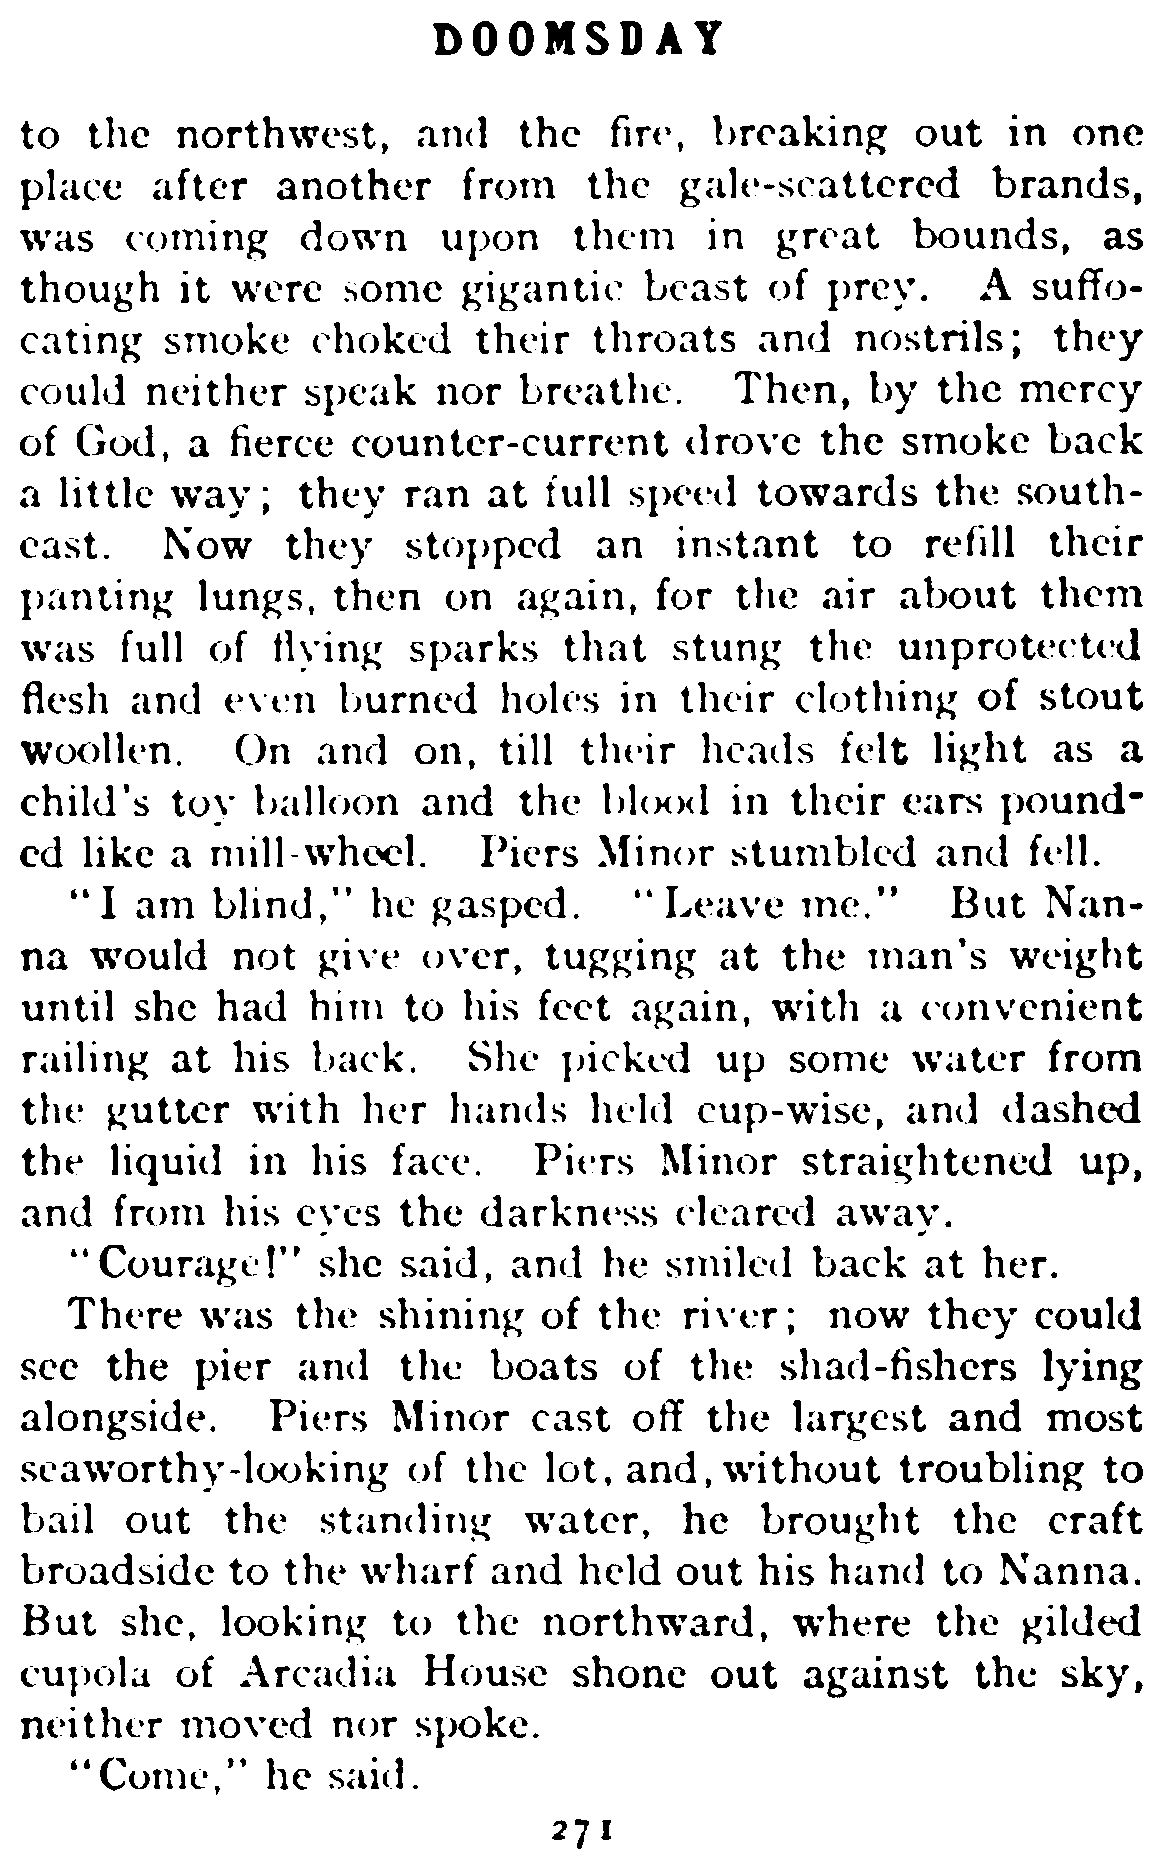 DOOMSDAY
to the northwest, and the fire, breaking out in one
place after another from the gale-scattered brands,
was coming down upon them in great bounds, as
though it were some gigantic beast of prey. A suffo-
cating smoke choked their throats and nostrils; they
could neither speak nor breathe. Then, by the mercy
of God, a fierce counter-current drove the smoke back
a little way; they ran at full speed towards the south-
east. Now they stopped an instant to refill their
panting lungs, then on again, for the air about them
was full of flying sparks that stung the unprotected
flesh and even burned holes in their clothing of stout
woollen. On and on, till their heads felt light as a
child's toy balloon and the blood in their ears pound-
ed like a mill-wheel. Piers Minor stumbled and fell.
"I am blind," he gasped. "Leave me." But Nan-
na would not give over, tugging at the man's weight
until she had him to his feet again, with a convenient
railing at his back. She picked up some water from
the gutter with her hands held cup-wise, and dashed
the liquid in his face. Piers Minor straightened up,
and from his eyes the darkness cleared away.
"Courage!" she said, and he smiled back at her.
There was the shining of the river; now they could
see the pier and the boats of the shad-fishers lying
alongside. Piers Minor cast off the largest and most
seaworthy-looking of the lot, and, without troubling to
bail out the standing water, he brought the craft
broadside to the wharf and held out his hand to Nanna.
But she, looking to the northward, where the gilded
cupola of Arcadia House shone out against the sky,
neither moved nor spoke.
"Come," he said.
271